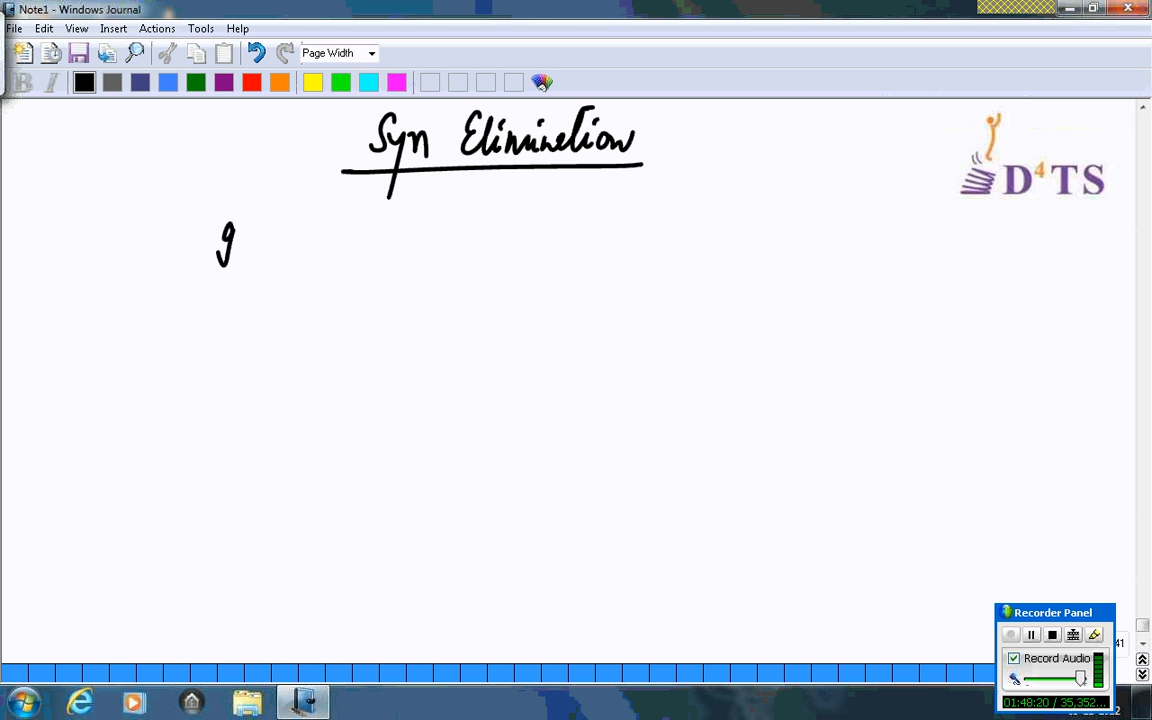 Note1 - Windows Journal
File Edit View Insert Actions Tools Help
Page Width
B I
Syn Elimination
D4TS
g
Recorder Panel
41
Record Audio
01:48:20 / 35,352...